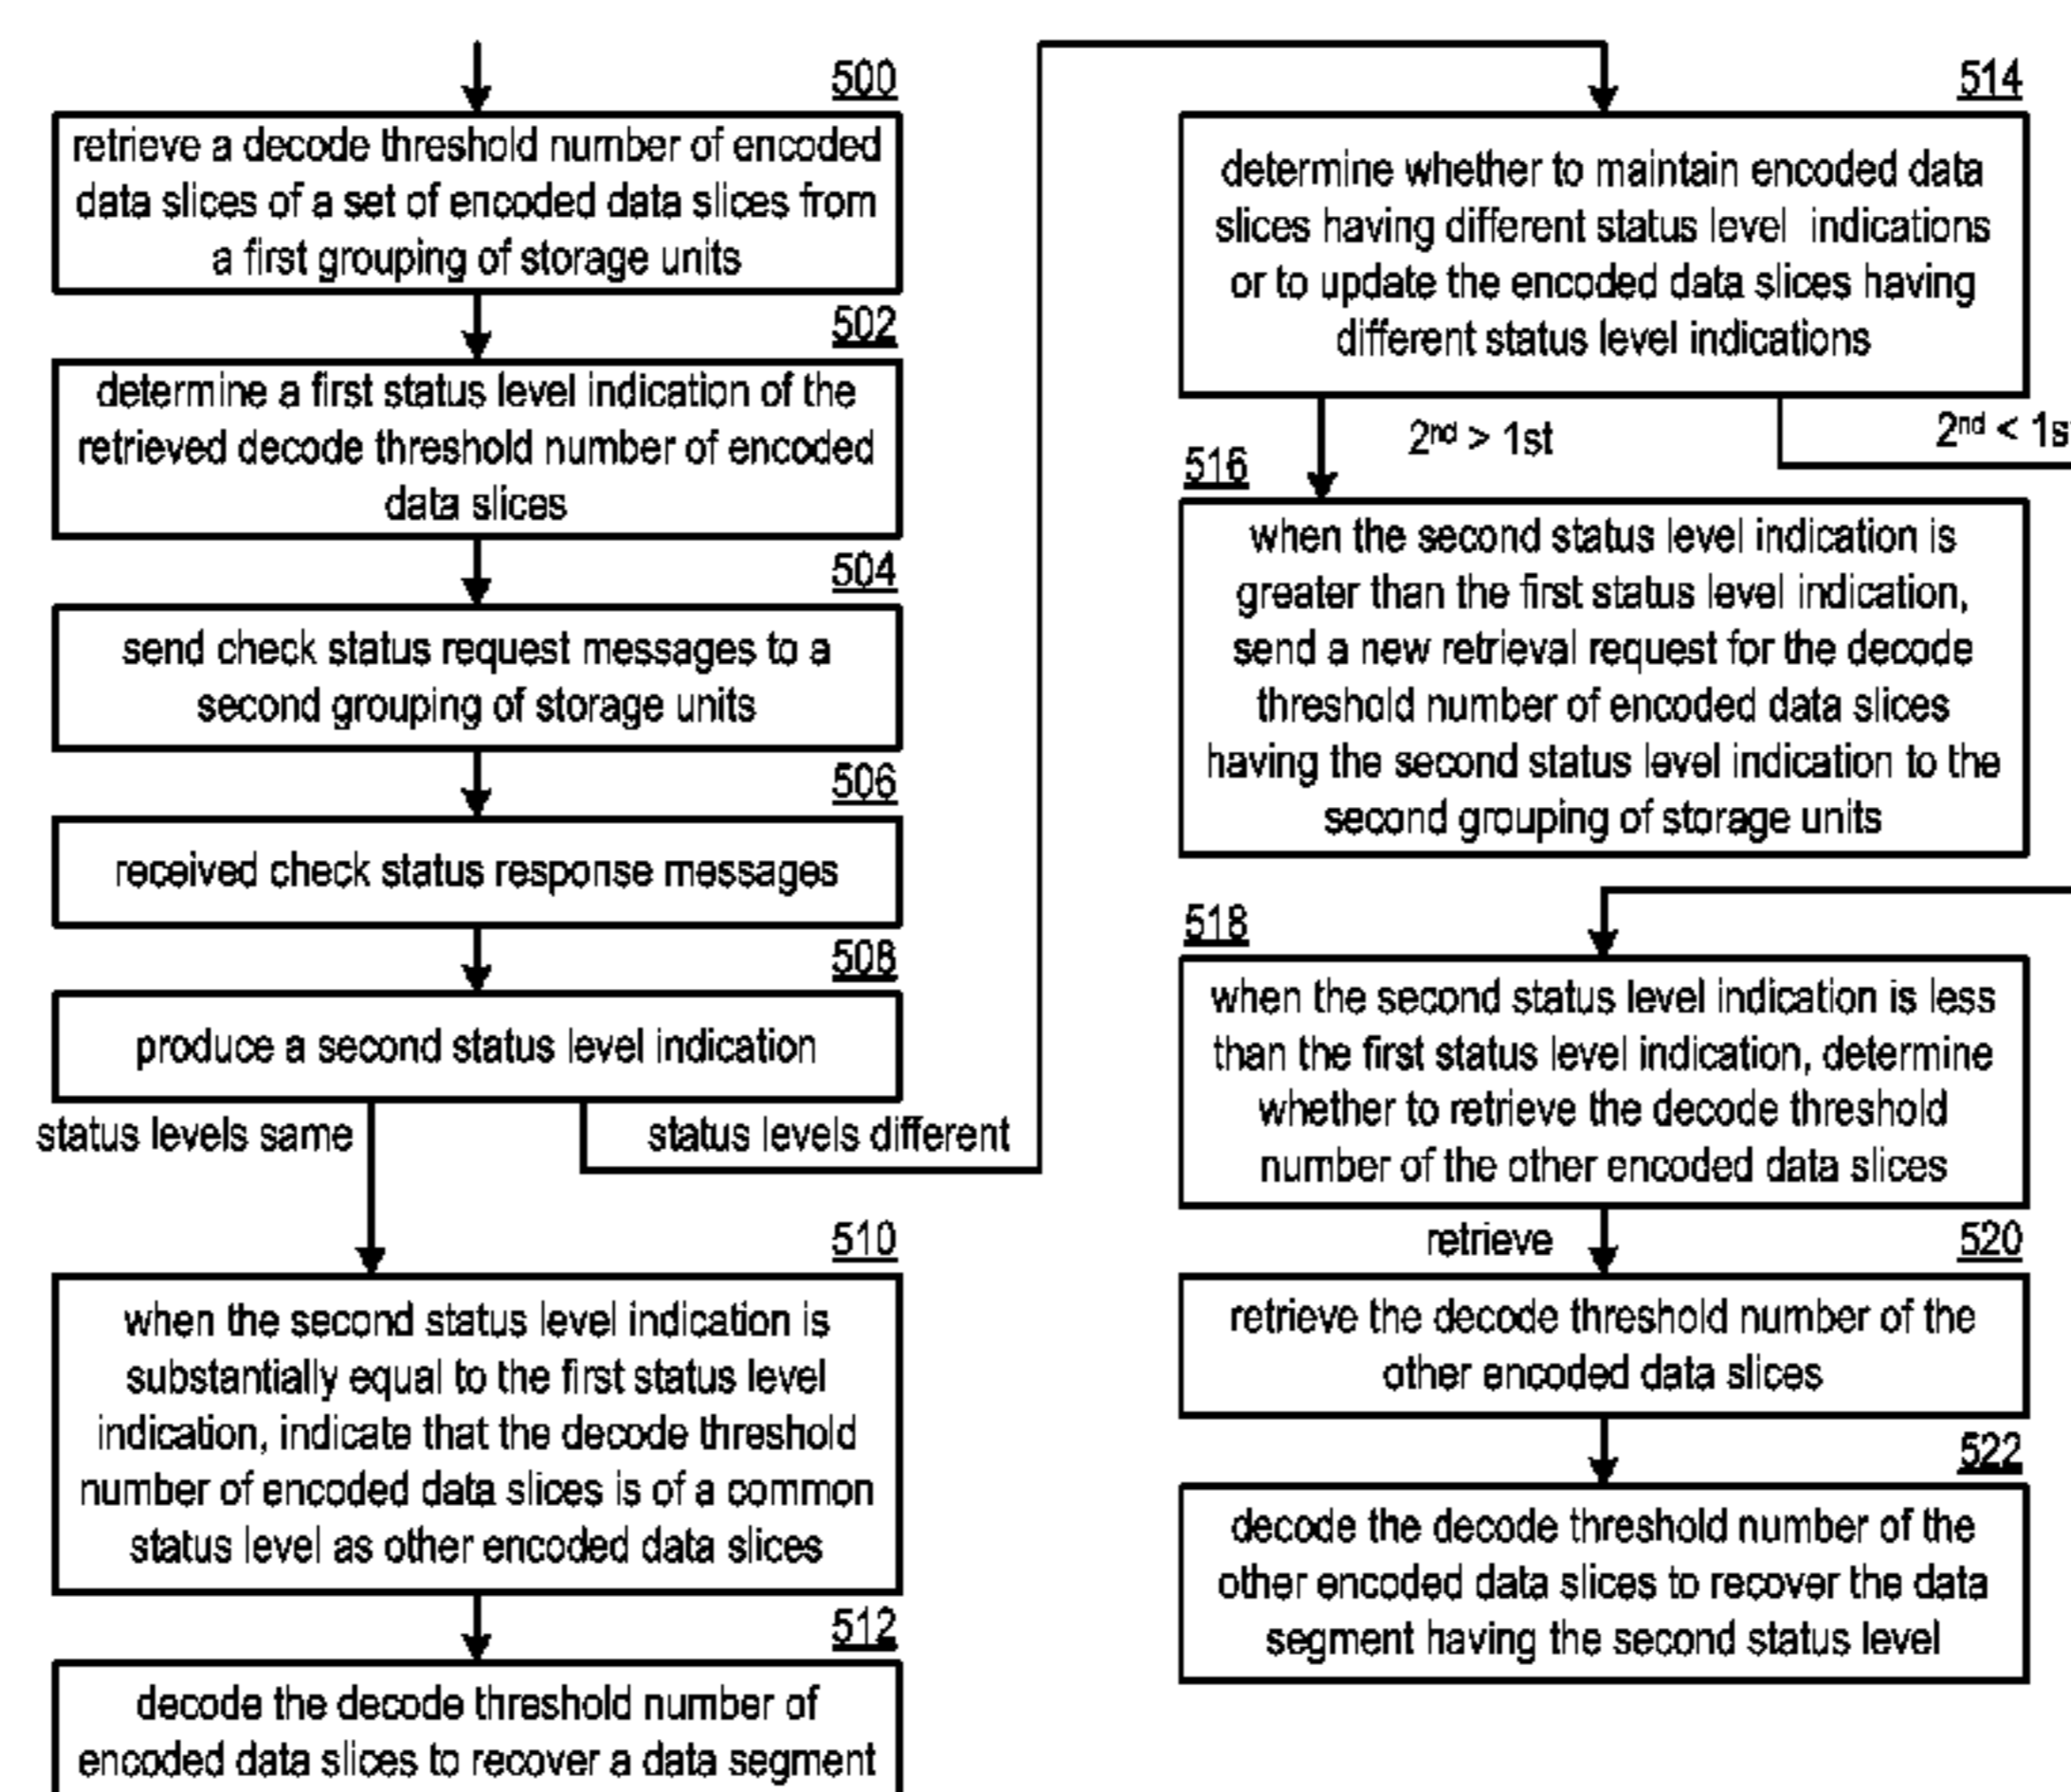 500
retrieve a decode threshold number of encoded
data slices of a set of encoded data slices from
a first grouping of storage units
502
determine a first status level indication of the
retrieved decode threshold number of encoded
data slices
504
send check status request messages to a
second grouping of storage units
506
received check status response messages
508
produce a second status level indication
status levels same
status levels different
510
when the second status level indication is
substantially equal to the first status level
indication, indicate that the decode threshold
number of encoded data slices is of a common
status level as other encoded data slices
512
decode the decode threshold number of
encoded data slices to recover a data segment
514
determine whether to maintain encoded data
slices having different status level indications
or to update the encoded data slices having
different status level indications
2nd > 1st
2nd < 1s
516
when the second status level indication is
greater than the first status level indication,
send a new retrieval request for the decode
threshold number of encoded data slices
having the second status level indication to the
second grouping of storage units
518
when the second status level indication is less
than the first status level indication, determine
whether to retrieve the decode threshold
number of the other encoded data slices
retrieve
520
retrieve the decode threshold number of the
other encoded data slices
522
decode the decode threshold number of the
other encoded data slices to recover the data
segment having the second status level